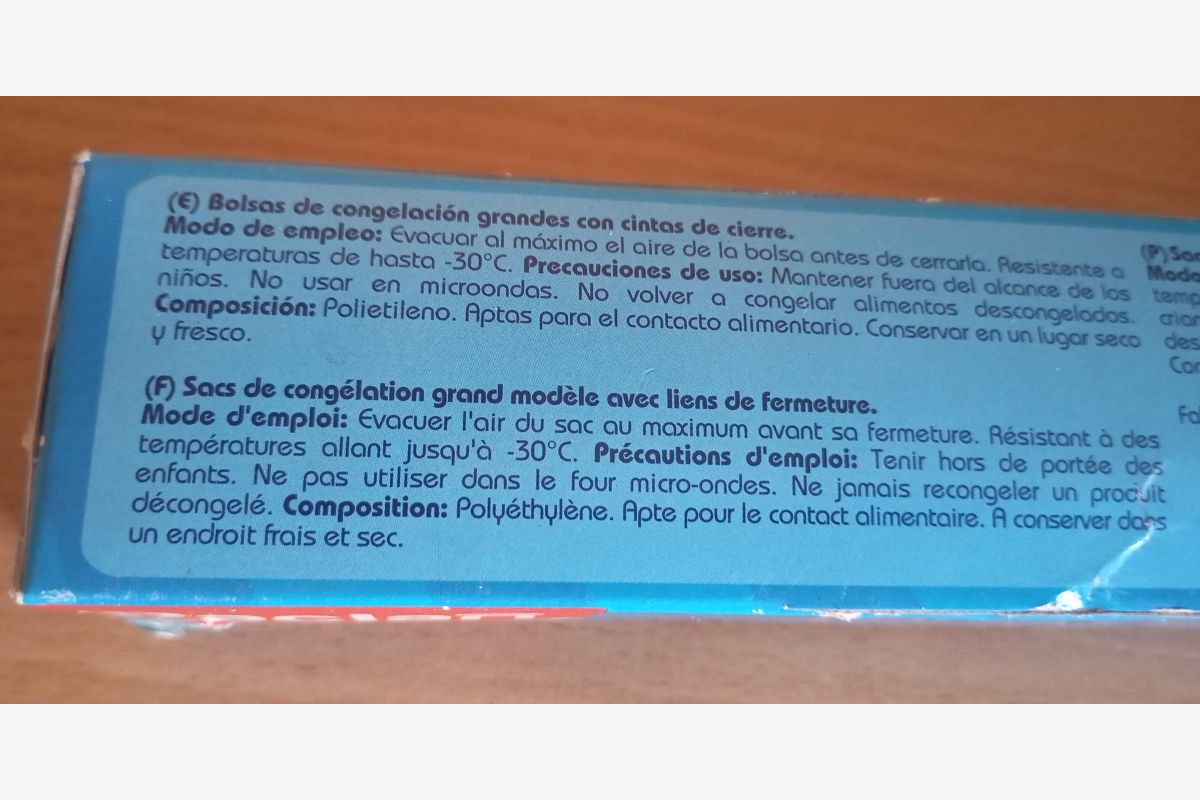 (E) Bolsas de congelación grandes con cintas de cierre.
Modo de empleo: Evacuar al máximo el aire de la bolsa antes de cerrarla. Resistente a
temperaturas de hasta -30°C. Precauciones de uso: Mantener fuera del alcance de los
niños. No usar en microondas. No volver a congelar alimentos descongelados.
Composición: Polietileno. Aptas para el contacto alimentario. Conservar en un lugar seco
y fresco.
(F) Sacs de congélation grand modèle avec liens de fermeture.
Mode d'emploi: Evacuer l'air du sac au maximum avant sa fermeture. Résistant à des
températures allant jusqu'à -30°C. Précautions d'emploi: Tenir hors de portée des
enfants. Ne pas utiliser dans le four micro-ondes. Ne jamais recongeler un produit
décongelé. Composition: Polyéthylène. Apte pour le contact alimentaire. A conserver dans
un endroit frais et sec.
(P) Sac